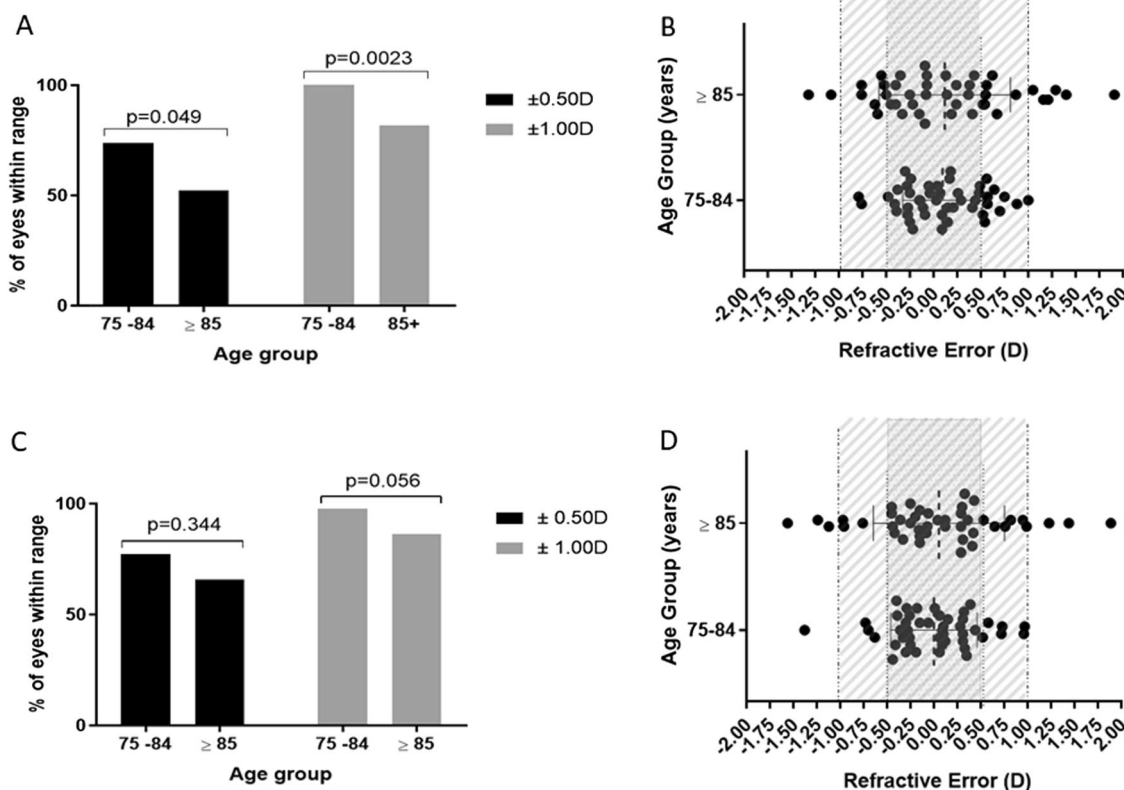 A
p=0.0023
p=0.049
100
50
0
% of eyes within range
75 -84
≥ 85
75 -84
85+
Age group
±0.50D
±1.00D
B
Age Group (years)
≥ 85
75-84
-2.00
-1.75
-1.50
-1.25
-1.00
-0.75
-0.50
-0.25
0.00
0.25
0.50
0.75
1.00
1.25
1.50
1.75
2.00
Refractive Error (D)
C
p=0.056
p=0.344
100
50
0
% of eyes within range
75 -84
≥ 85
75 -84
≥ 85
Age group
± 0.50D
± 1.00D
D
Age Group (years)
≥ 85
75-84
-2.00
-1.75
-1.50
-1.25
-1.00
-0.75
-0.50
-0.25
0.00
0.25
0.50
0.75
1.00
1.25
1.50
1.75
2.00
Refractive Error (D)